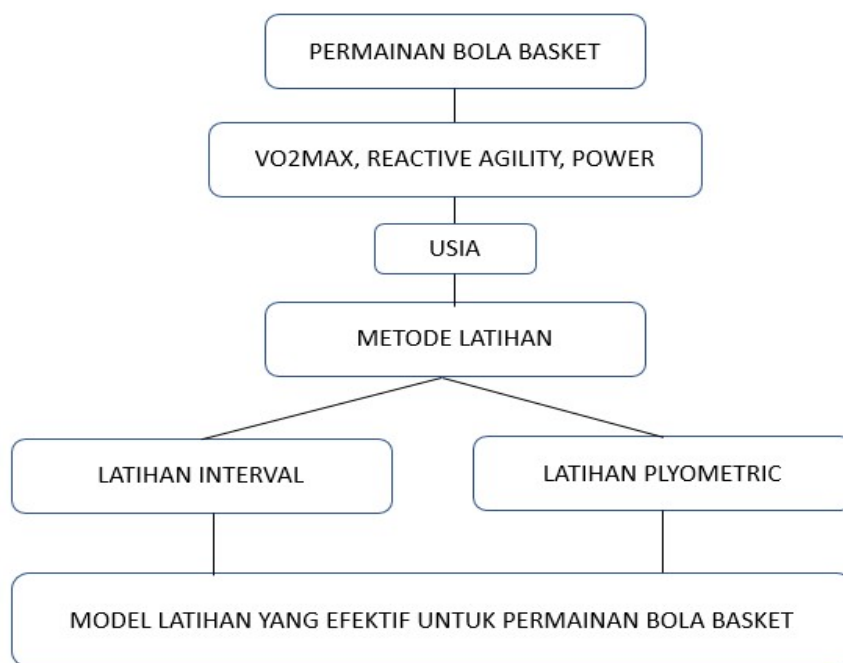 PERMAINAN BOLA BASKET
VO2MAX, REACTIVE AGILITY, POWER
USIA
METODE LATIHAN
LATIHAN INTERVAL
LATIHAN PLYOMETRIC
MODEL LATIHAN YANG EFEKTIF UNTUK PERMAINAN BOLA BASKET